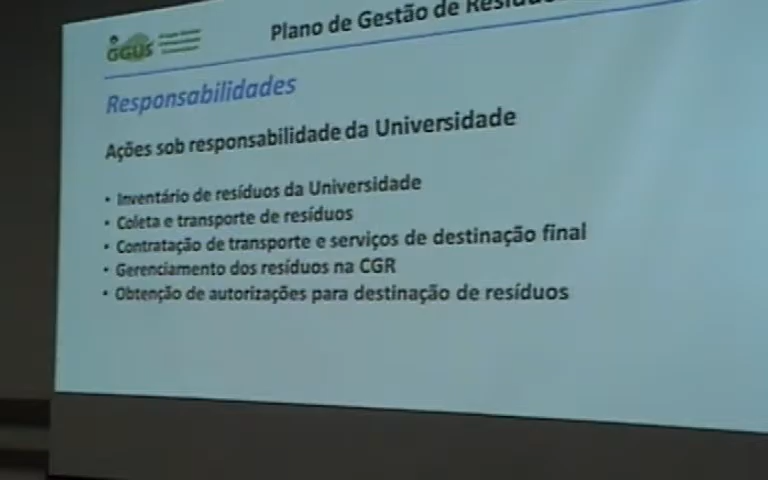 GGUS
Plano de Gestão de
Responsabilidades
Ações sob responsabilidade da Universidade
• Inventário de resíduos da Universidade
• Coleta e transporte de resíduos
• Contratação de transporte e serviços de destinação final
• Gerenciamento dos resíduos na CGR
• Obtenção de autorizações para destinação de resíduos